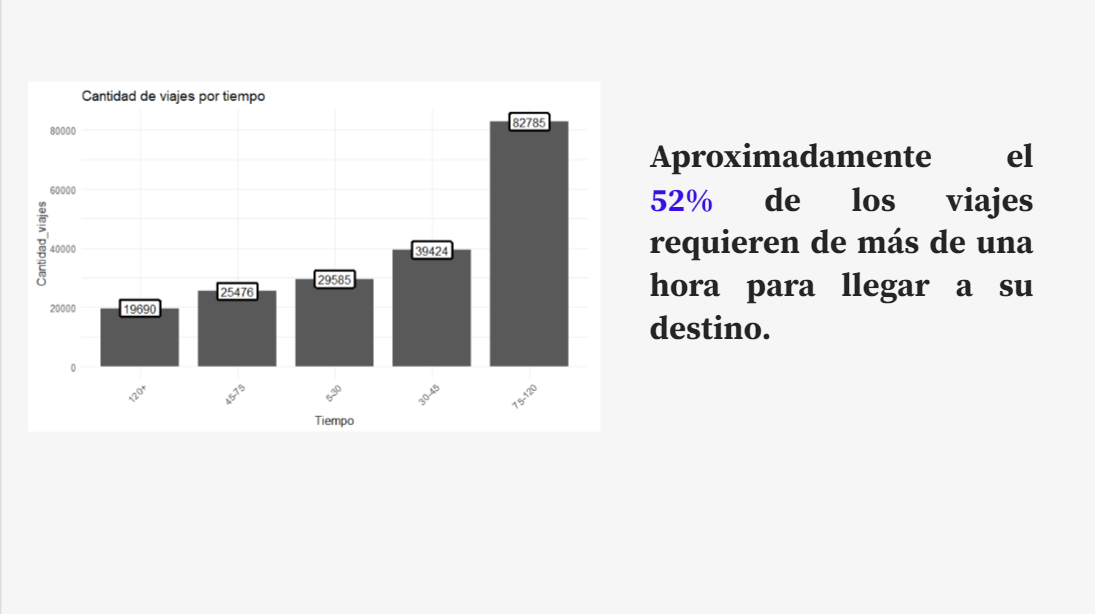 Cantidad de viajes por tiempo
Cantidad_viajes
80000
60000
40000
20000
0
19690
25476
29585
39424
82785
120+
45-75
5-30
30-45
75-120
Tiempo
Aproximadamente el
52% de los viajes
requieren de más de una
hora para llegar a su
destino.